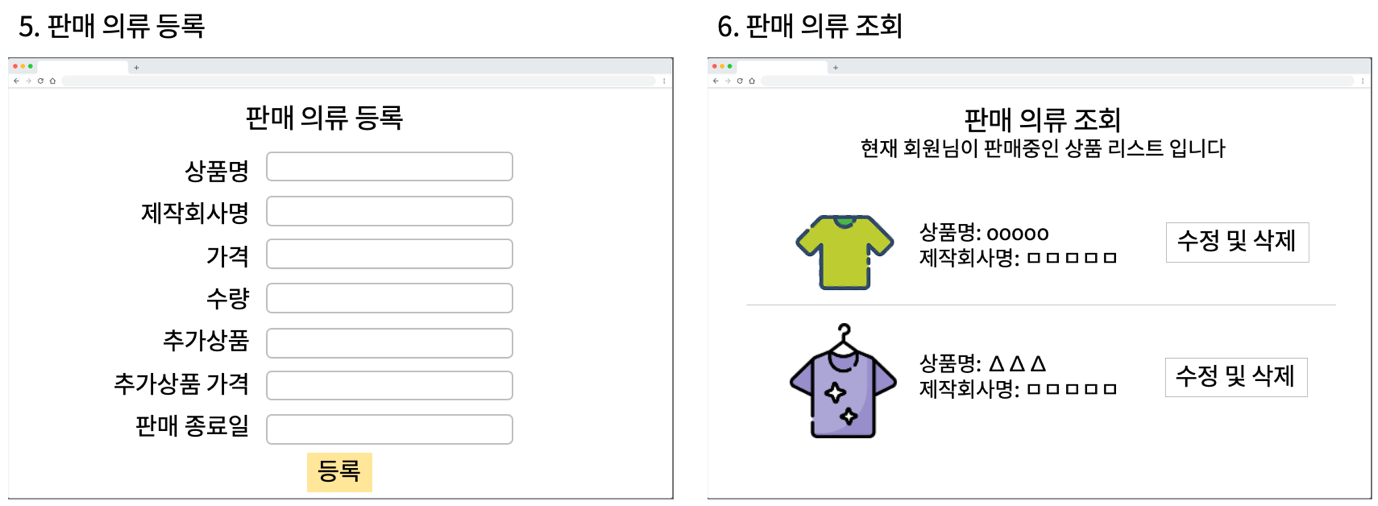 5. 판매 의류 등록
판매 의류 등록
상품명
제작회사명
가격
수량
추가상품
추가상품 가격
판매 종료일
등록
6. 판매 의류 조회
판매 의류 조회
현재 회원님이 판매중인 상품 리스트 입니다
상품명: ooooo
제작회사명: ㅁㅁㅁㅁㅁ
수정 및 삭제
상품명: ∆ ∆ ∆
제작회사명: ㅁㅁㅁㅁㅁ
수정 및 삭제